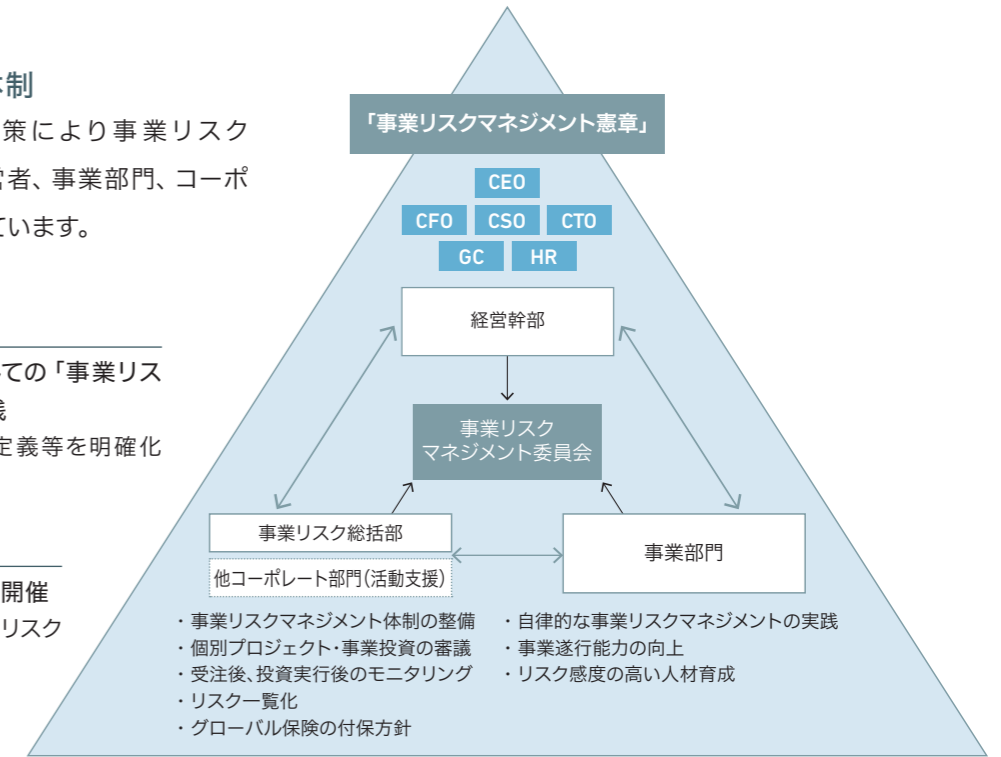 体制
策により事業リスク
営者、事業部門、コーポ
ています。
ての「事業リス
践
定義等を明確化
開催
リスク
「事業リスクマネジメント憲章」
CEO
CFO CSO CTO
GC HR
経営幹部
事業リスク
マネジメント委員会
事業リスク総括部
他コーポレート部門(活動支援)
・事業リスクマネジメント体制の整備
・個別プロジェクト・事業投資の審議
・受注後、投資実行後のモニタリング
・リスク一覧化
・グローバル保険の付保方針
事業部門
・自律的な事業リスクマネジメントの実践
・事業遂行能力の向上
・リスク感度の高い人材育成